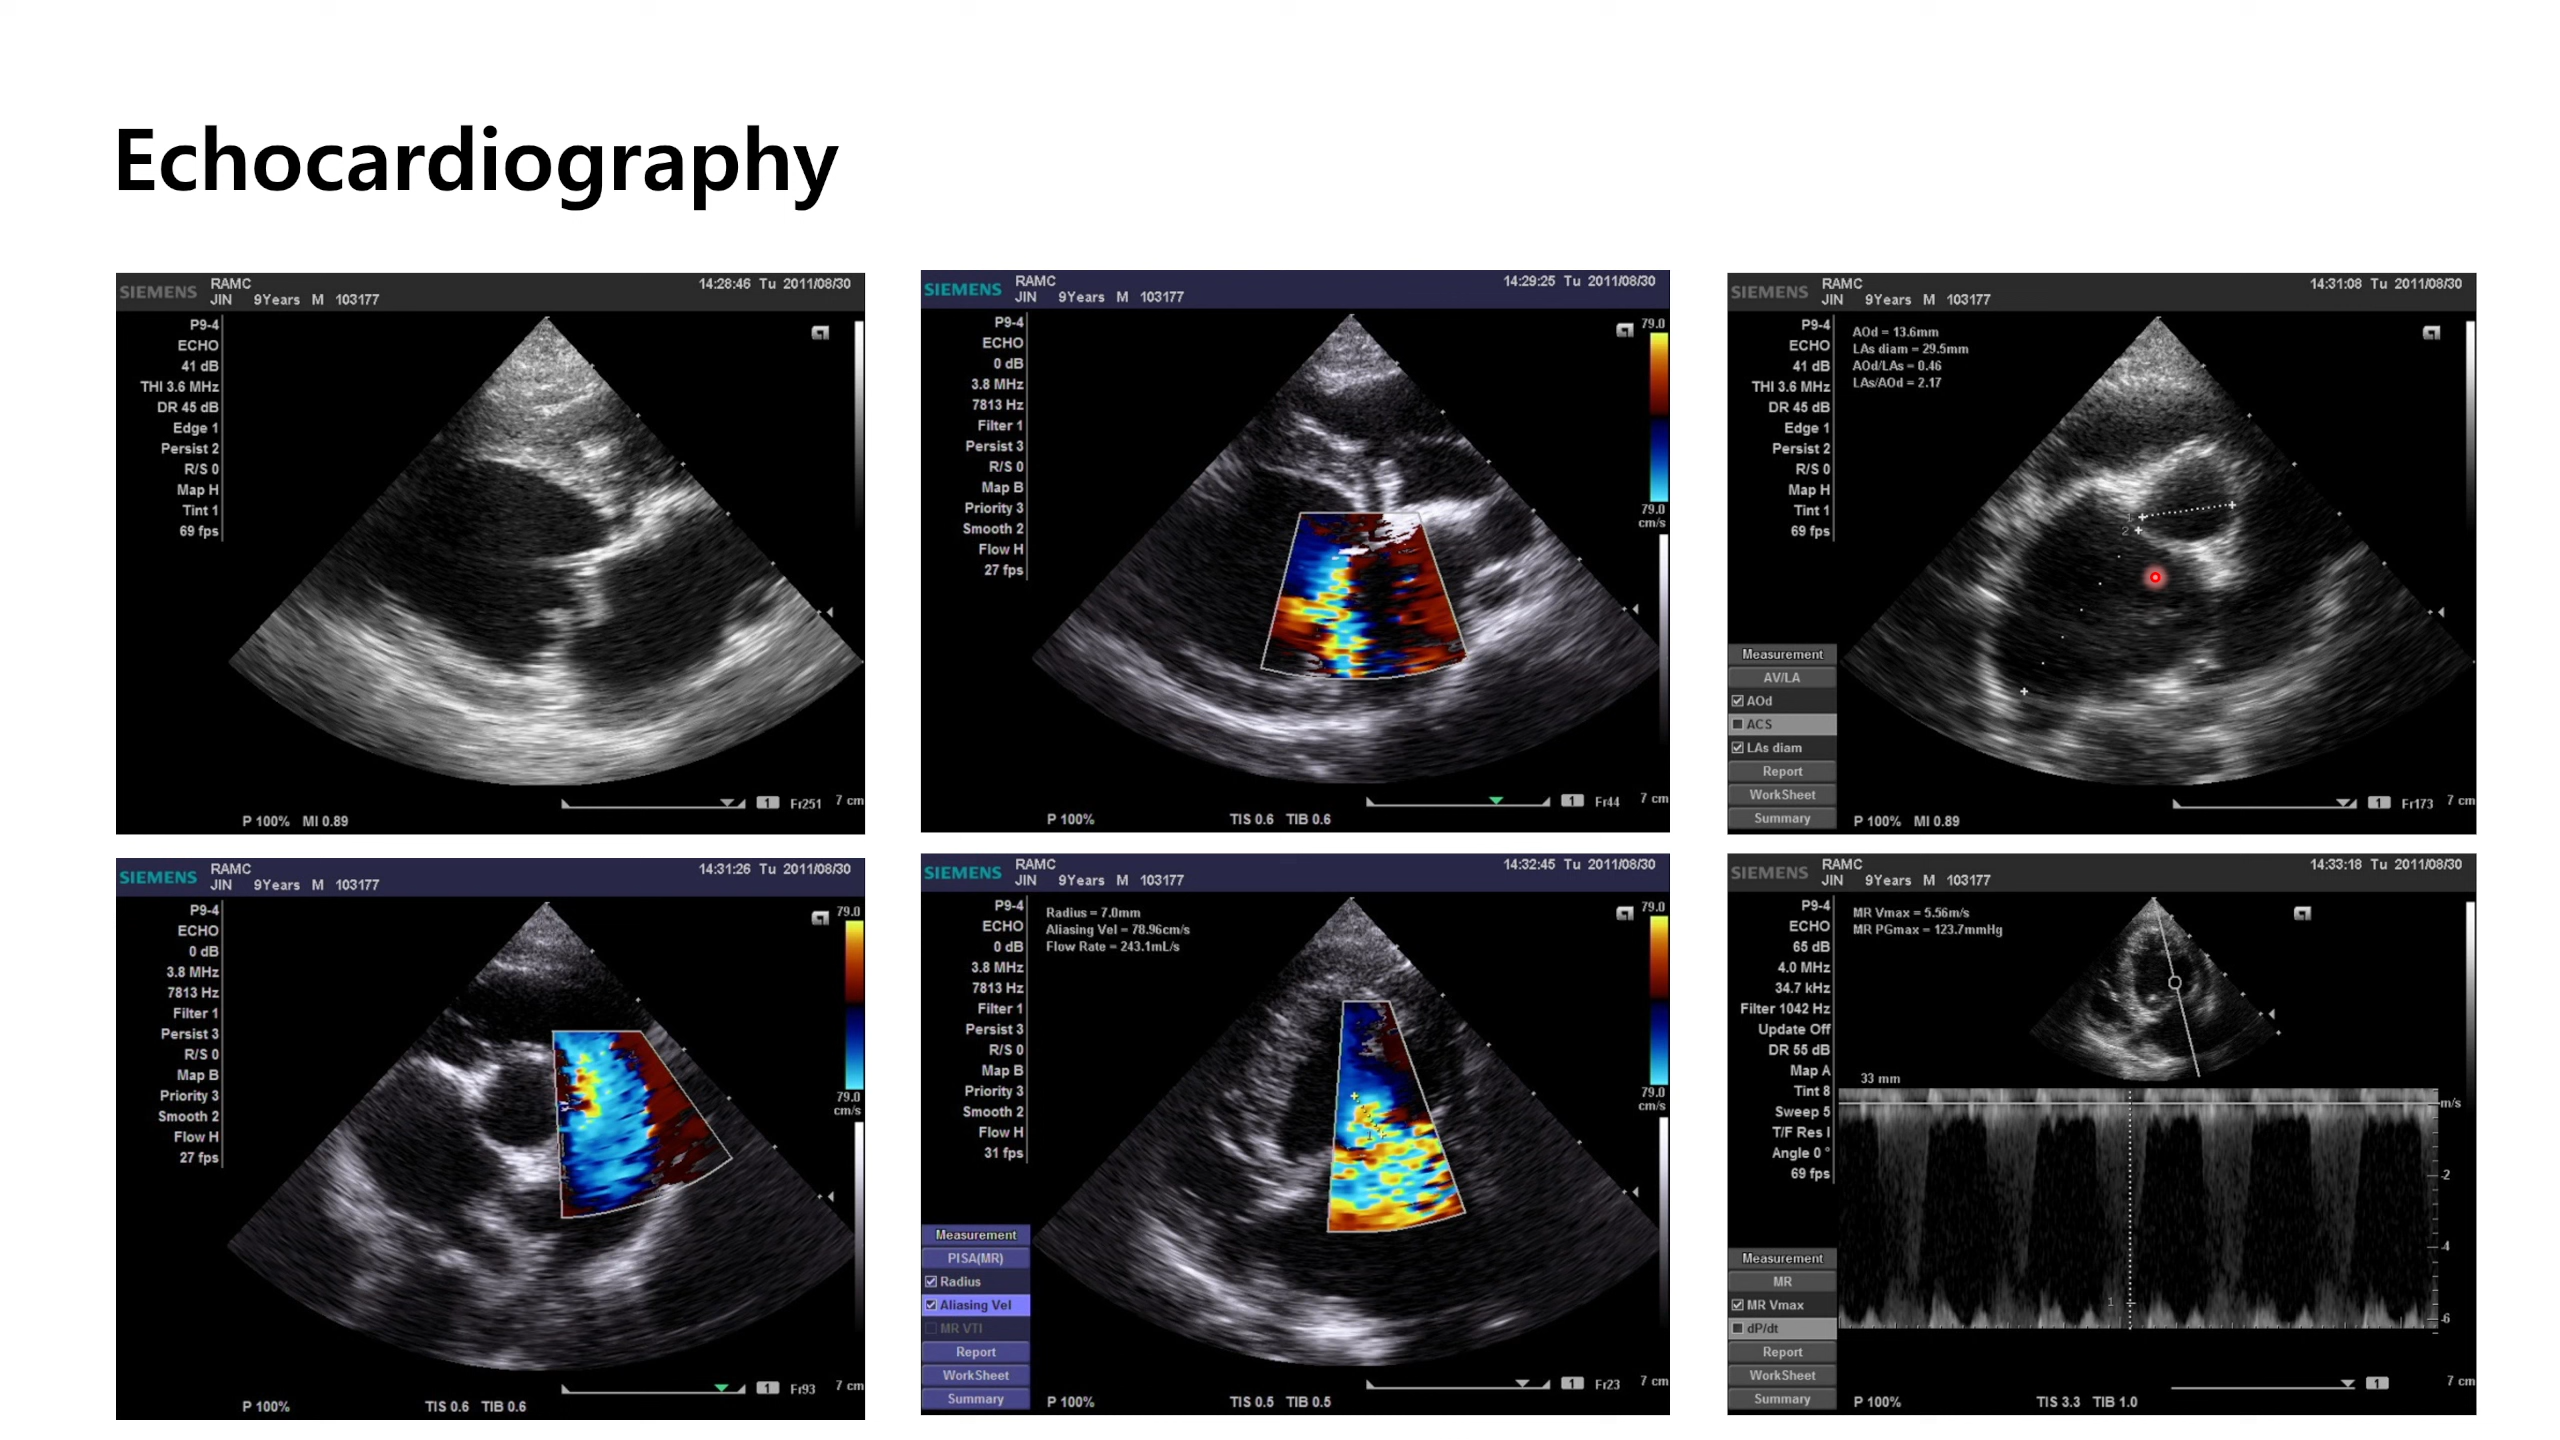 Echocardiography
SIEMENS
RAMC
JIN 9Years M 103177
14:28:46 Tu 2011/08/30
P9-4
ECHO
41 dB
THI 3.6 MHz
DR 45 dB
Edge 1
Persist 2
R/S 0
Map H
Tint 1
69 fps
1 Fr251 7 cm
P 100% MI 0.89
SIEMENS
RAMC
JIN 9Years M 103177
14:29:25 Tu 2011/08/30
P9-4
ECHO
0 dB
3.8 MHz
7813 Hz
Filter 1
Persist 3
R/S 0
Map B
Priority 3
Smooth 2
Flow H
27 fps
79.0
79.0
cm/s
1 Fr44 7 cm
P 100% TIS 0.6 TIB 0.6
SIEMENS
RAMC
JIN 9Years M 103177
14:31:08 Tu 2011/08/30
P9-4
ECHO
41 dB
THI 3.6 MHz
DR 45 dB
Edge 1
Persist 2
R/S 0
Map H
Tint 1
69 fps
AOd = 13.6mm
LAs diam = 29.5mm
AOd/LAs = 0.46
LAs/AOd = 2.17
2
Measurement
AV/LA
AOd
ACS
LAs diam
Report
WorkSheet
Summary
1 Fr173 7 cm
P 100% MI 0.89
SIEMENS
RAMC
JIN 9Years M 103177
14:31:26 Tu 2011/08/30
P9-4
ECHO
0 dB
3.8 MHz
7813 Hz
Filter 1
Persist 3
R/S 0
Map B
Priority 3
Smooth 2
Flow H
27 fps
79.0
79.0
cm/s
1 Fr93 7 cm
P 100% TIS 0.6 TIB 0.6
SIEMENS
RAMC
JIN 9Years M 103177
14:32:45 Tu 2011/08/30
P9-4
ECHO
0 dB
3.8 MHz
7813 Hz
Filter 1
Persist 3
R/S 0
Map B
Priority 3
Smooth 2
Flow H
31 fps
Radius = 7.0mm
Aliasing Vel = 78.96cm/s
Flow Rate = 243.1mL/s
79.0
79.0
cm/s
1
Measurement
PISA(MR)
Radius
Aliasing Vel
MR VTI
Report
WorkSheet
Summary
1 Fr23 7 cm
P 100% TIS 0.5 TIB 0.5
SIEMENS
RAMC
JIN 9Years M 103177
14:33:18 Tu 2011/08/30
P9-4
ECHO
65 dB
4.0 MHz
34.7 kHz
Filter 1042 Hz
Update Off
DR 55 dB
Map A
Tint 8
Sweep 5
T/F Res I
Angle 0 °
69 fps
MR Vmax = 5.56m/s
MR PGmax = 123.7mmHg
33 mm
m/s
-2
-4
-6
1
Measurement
MR
MR Vmax
dP/dt
Report
WorkSheet
Summary
1 7 cm
P 100% TIS 3.3 TIB 1.0